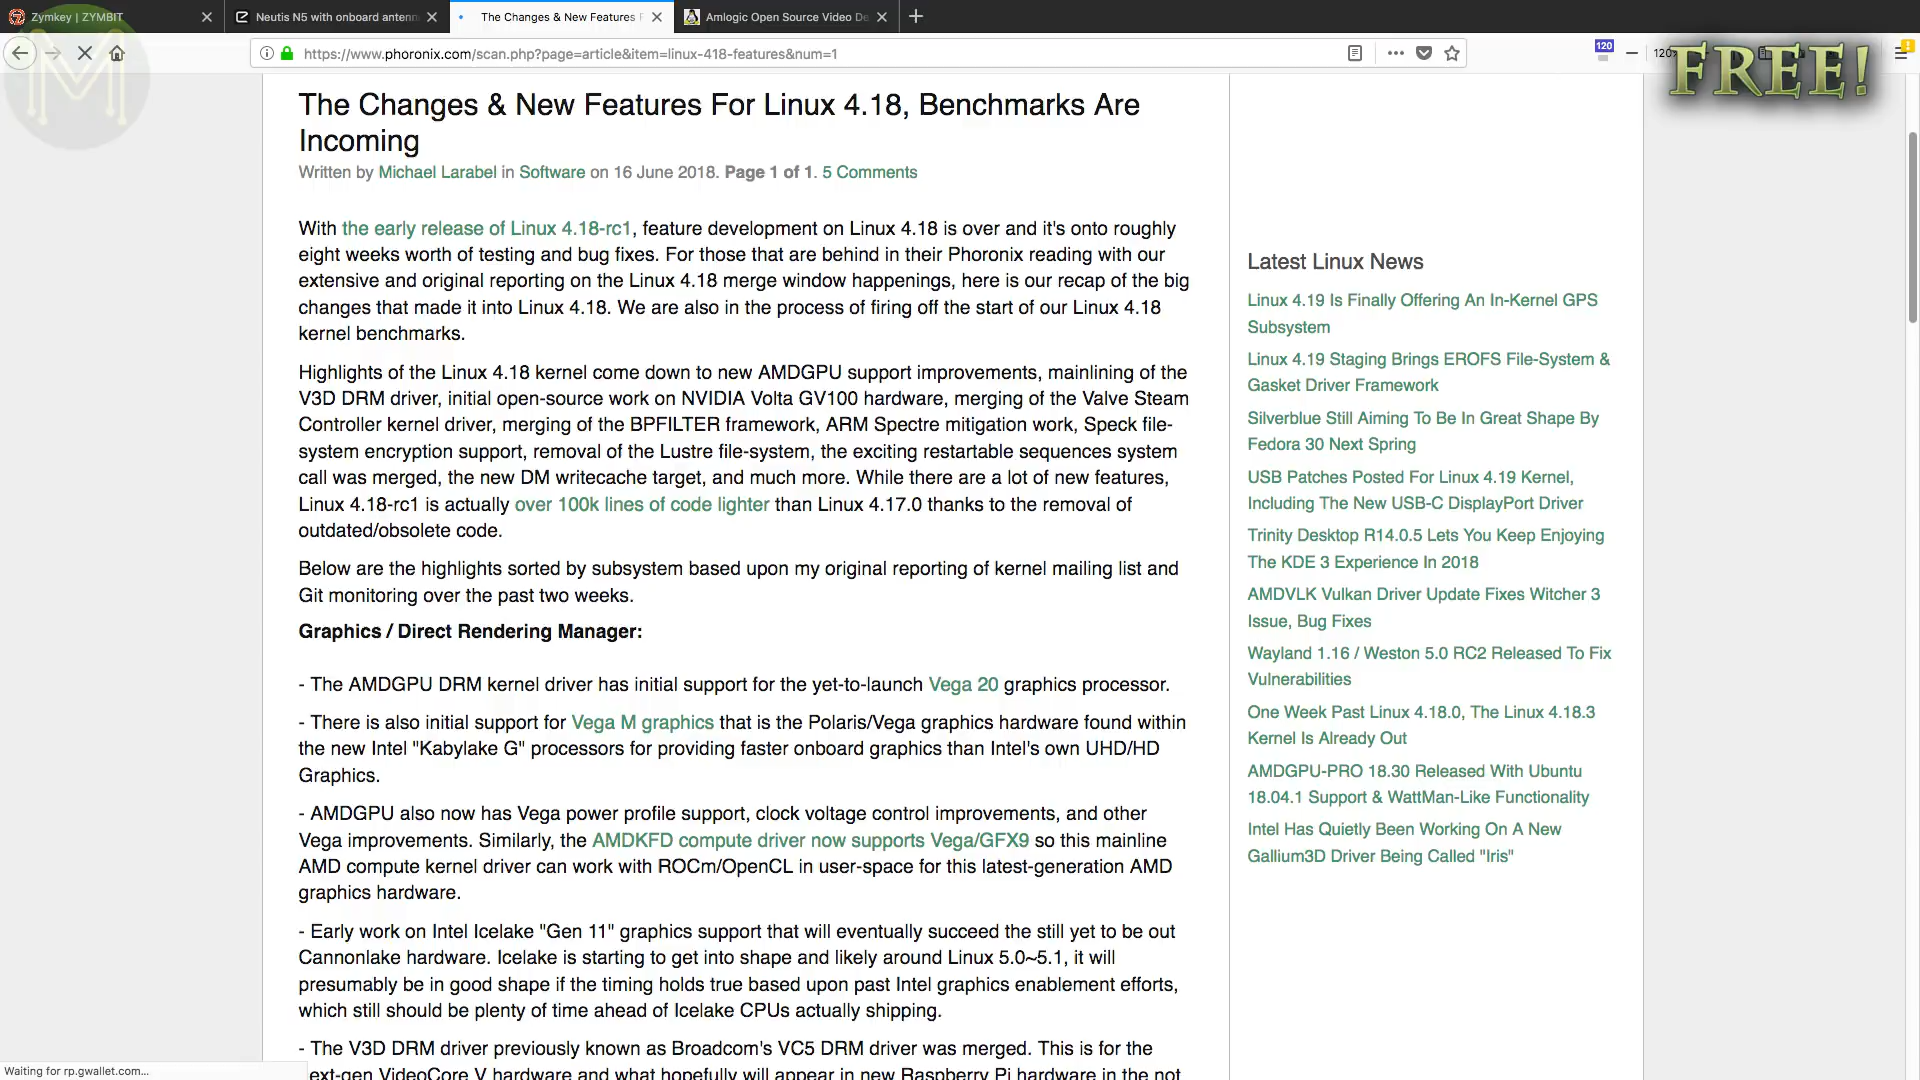 Zymkey | ZYMBIT
Neutis N5 with onboard antenn
The Changes & New Features F
Amlogic Open Source Video De
https://www.phoronix.com/scan.php?page=article&item=linux-418-features&num=1
120
FREE!
M
The Changes & New Features For Linux 4.18, Benchmarks Are
Incoming
Written by Michael Larabel in Software on 16 June 2018. Page 1 of 1. 5 Comments
With the early release of Linux 4.18-rc1, feature development on Linux 4.18 is over and it's onto roughly
eight weeks worth of testing and bug fixes. For those that are behind in their Phoronix reading with our
extensive and original reporting on the Linux 4.18 merge window happenings, here is our recap of the big
changes that made it into Linux 4.18. We are also in the process of firing off the start of our Linux 4.18
kernel benchmarks.
Highlights of the Linux 4.18 kernel come down to new AMDGPU support improvements, mainlining of the
V3D DRM driver, initial open-source work on NVIDIA Volta GV100 hardware, merging of the Valve Steam
Controller kernel driver, merging of the BPFILTER framework, ARM Spectre mitigation work, Speck file-
system encryption support, removal of the Lustre file-system, the exciting restartable sequences system
call was merged, the new DM writecache target, and much more. While there are a lot of new features,
Linux 4.18-rc1 is actually over 100k lines of code lighter than Linux 4.17.0 thanks to the removal of
outdated/obsolete code.
Below are the highlights sorted by subsystem based upon my original reporting of kernel mailing list and
Git monitoring over the past two weeks.
Graphics / Direct Rendering Manager:
- The AMDGPU DRM kernel driver has initial support for the yet-to-launch Vega 20 graphics processor.
- There is also initial support for Vega M graphics that is the Polaris/Vega graphics hardware found within
the new Intel "Kabylake G" processors for providing faster onboard graphics than Intel's own UHD/HD
Graphics.
- AMDGPU also now has Vega power profile support, clock voltage control improvements, and other
Vega improvements. Similarly, the AMDKFD compute driver now supports Vega/GFX9 so this mainline
AMD compute kernel driver can work with ROCm/OpenCL in user-space for this latest-generation AMD
graphics hardware.
- Early work on Intel Icelake "Gen 11" graphics support that will eventually succeed the still yet to be out
Cannonlake hardware. Icelake is starting to get into shape and likely around Linux 5.0~5.1, it will
presumably be in good shape if the timing holds true based upon past Intel graphics enablement efforts,
which still should be plenty of time ahead of Icelake CPUs actually shipping.
- The V3D DRM driver previously known as Broadcom's VC5 DRM driver was merged. This is for the
ext-gen VideoCore V hardware and what hopefully will appear in new Raspberry Pi hardware in the not
Latest Linux News
Linux 4.19 Is Finally Offering An In-Kernel GPS
Subsystem
Linux 4.19 Staging Brings EROFS File-System &
Gasket Driver Framework
Silverblue Still Aiming To Be In Great Shape By
Fedora 30 Next Spring
USB Patches Posted For Linux 4.19 Kernel,
Including The New USB-C DisplayPort Driver
Trinity Desktop R14.0.5 Lets You Keep Enjoying
The KDE 3 Experience In 2018
AMDVLK Vulkan Driver Update Fixes Witcher 3
Issue, Bug Fixes
Wayland 1.16 / Weston 5.0 RC2 Released To Fix
Vulnerabilities
One Week Past Linux 4.18.0, The Linux 4.18.3
Kernel Is Already Out
AMDGPU-PRO 18.30 Released With Ubuntu
18.04.1 Support & WattMan-Like Functionality
Intel Has Quietly Been Working On A New
Gallium3D Driver Being Called "Iris"
Waiting for rp.gwallet.com...